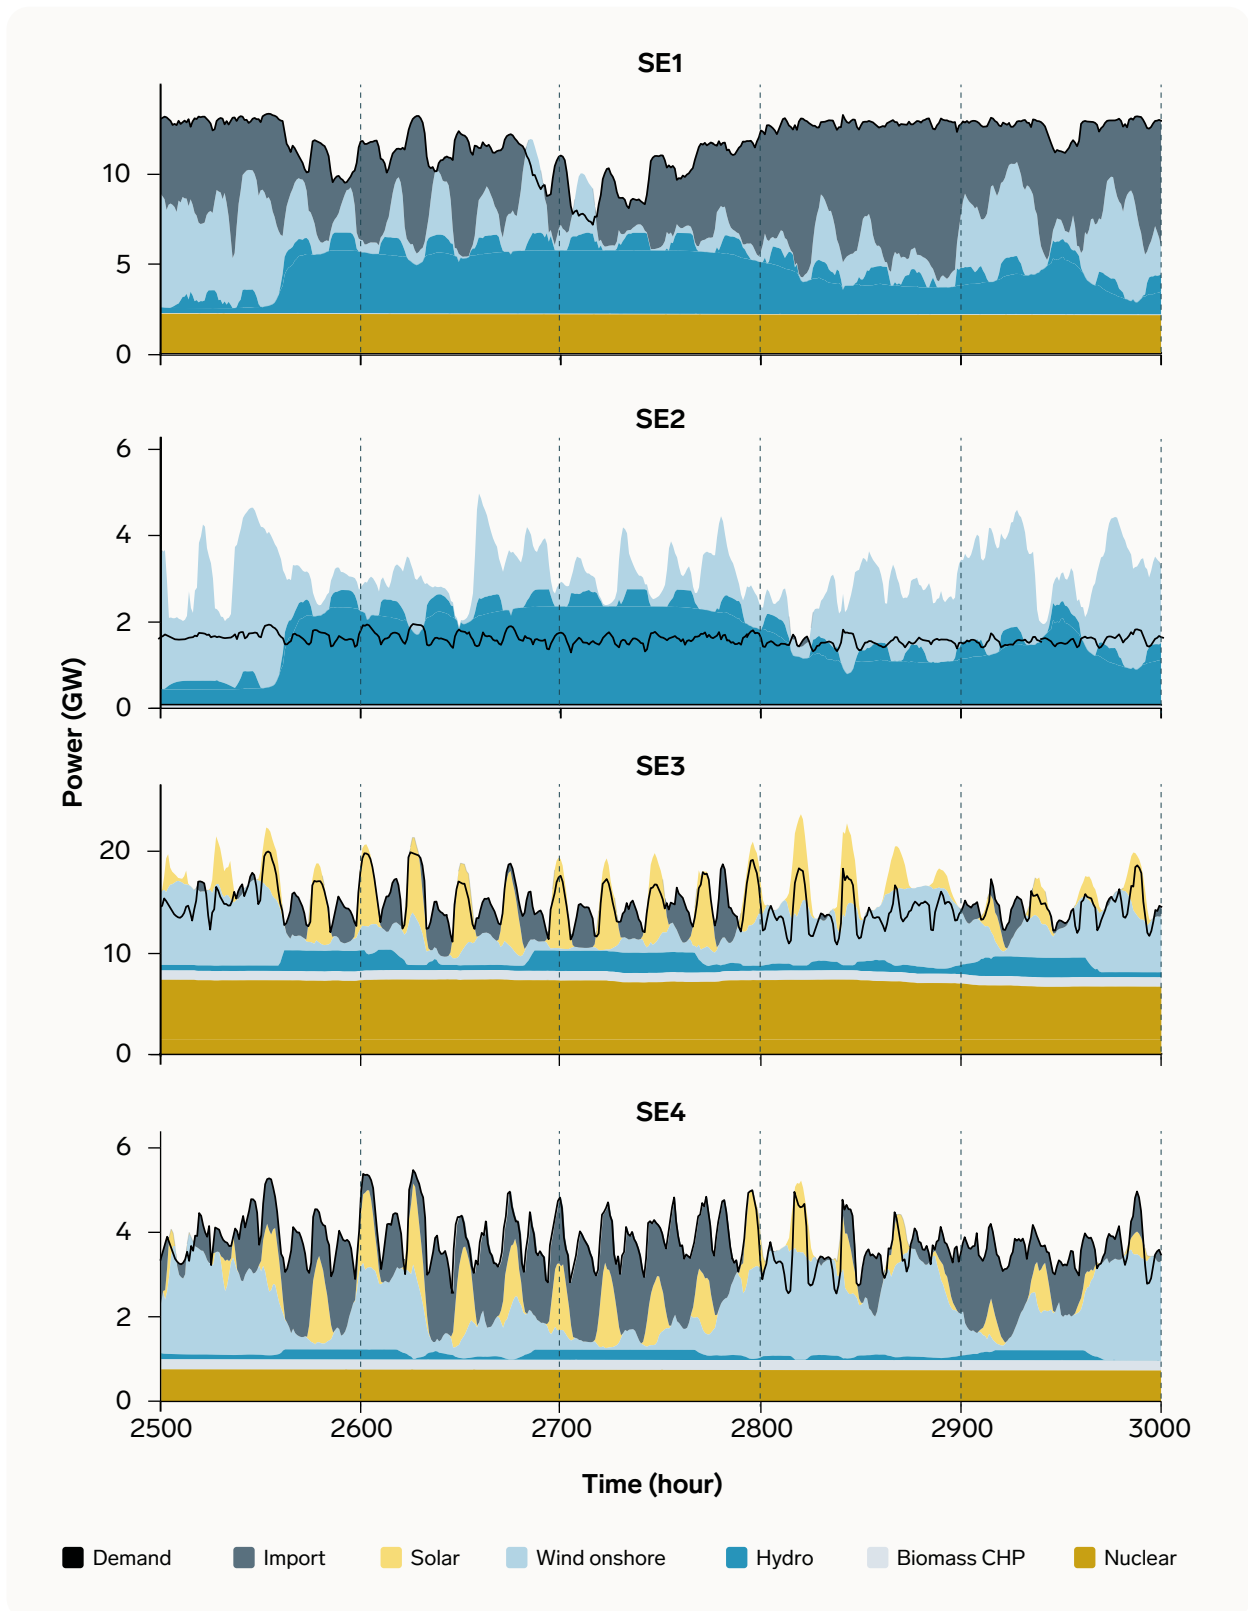 SE1
10
5
0
SE2
6
4
2
0
Power (GW)
SE3
20
10
0
SE4
6
4
2
0
2500 2600 2700 2800 2900 3000
Time (hour)
Demand Import Solar Wind onshore Hydro Biomass CHP Nuclear